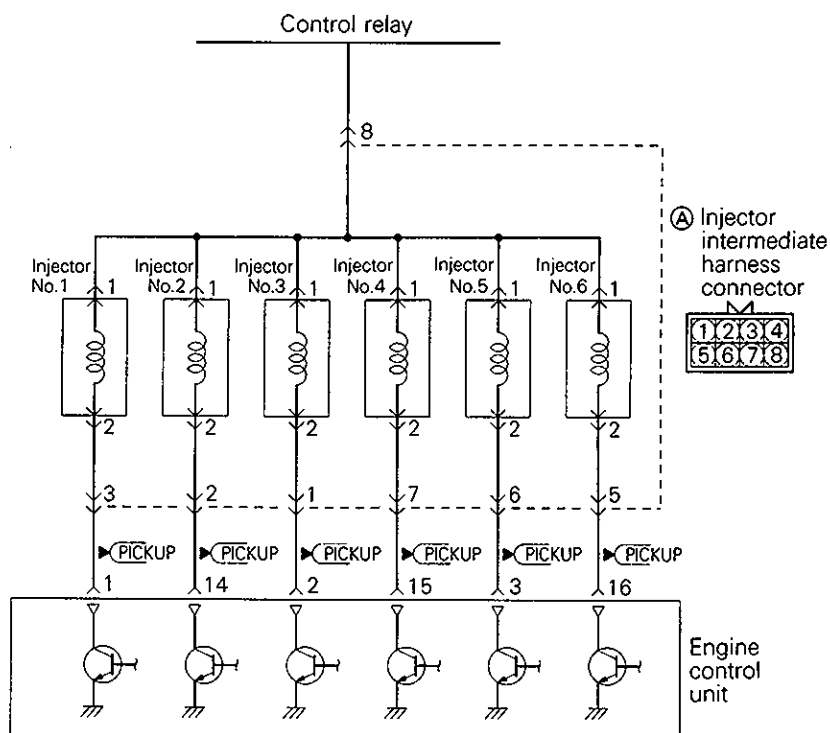 Control relay
8
Injector No.1
1
Injector No.2
1
Injector No.3
1
Injector No.4
1
Injector No.5
1
Injector No.6
1
Ⓐ Injector
intermediate
harness
connector
1 2 3 4
5 6 7 8
2 2 2 2 2 2
3 2 1 7 6 5
PICKUP PICKUP PICKUP PICKUP PICKUP PICKUP
1 14 2 15 3 16
Engine
control
unit